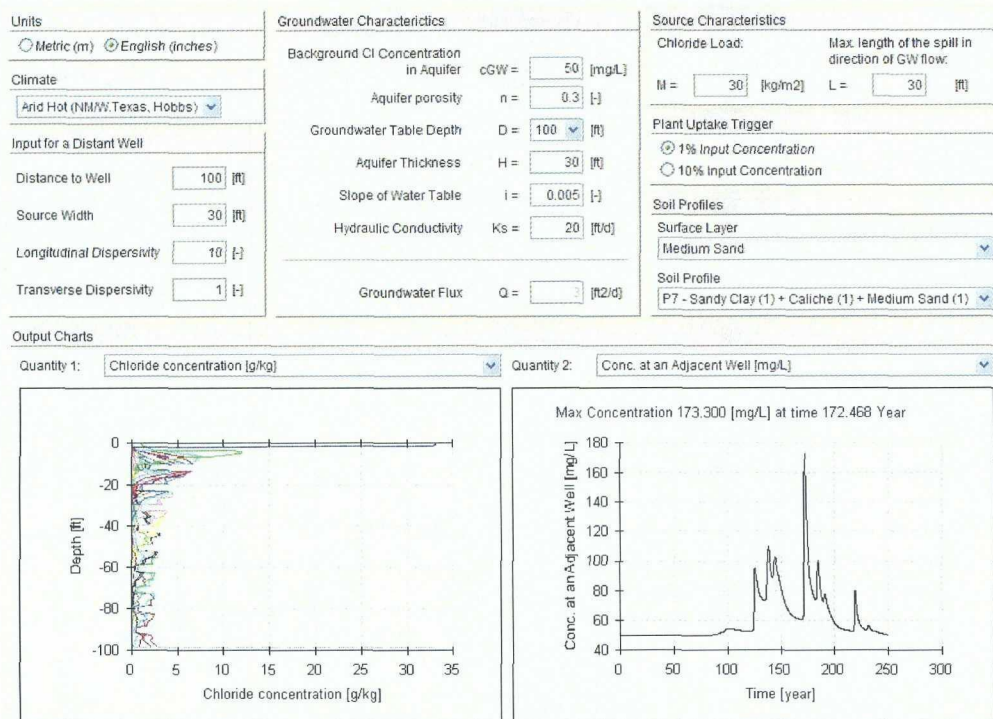 Units
Metric (m) English (inches)
Climate
Arid Hot (NM/W.Texas, Hobbs)
Input for a Distant Well
Distance to Well 100 [ft]
Source Width 30 [ft]
Longitudinal Dispersivity 10 [-]
Transverse Dispersivity 1 [-]
Groundwater Characterictics
Background Cl Concentration
in Aquifer cGW = 50 [mg/L]
Aquifer porosity n = 0.3 [-]
Groundwater Table Depth D = 100 [ft]
Aquifer Thickness H = 30 [ft]
Slope of Water Table i = 0.005 [-]
Hydraulic Conductivity Ks = 20 [ft/d]
Groundwater Flux Q = 3 [ft2/d]
Source Characteristics
Chloride Load:
Max. length of the spill in
direction of GW flow:
M = 30 [kg/m2] L = 30 [ft]
Plant Uptake Trigger
1% Input Concentration
10% Input Concentration
Soil Profiles
Surface Layer
Medium Sand
Soil Profile
P7 - Sandy Clay (1) + Caliche (1) + Medium Sand (1)
Output Charts
Quantity 1: Chloride concentration [g/kg]
Quantity 2: Conc. at an Adjacent Well [mg/L]
Depth [ft]
0
-20
-40
-60
-80
-100
0 5 10 15 20 25 30 35
Chloride concentration [g/kg]
Max Concentration 173.300 [mg/L] at time 172.468 Year
Conc. at an Adjacent Well [mg/L]
180
160
140
120
100
80
60
40
0 50 100 150 200 250 300
Time [year]